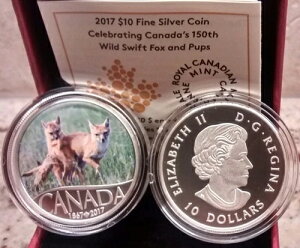 2017 $10 Fine Silver Coin
Celebrating Canada's 150th
Wild Swift Fox and Pups
ROYAL CANADIAN MINT
CANADA
1867 2017
ELIZABETH II D·G·REGINA
10 DOLLARS